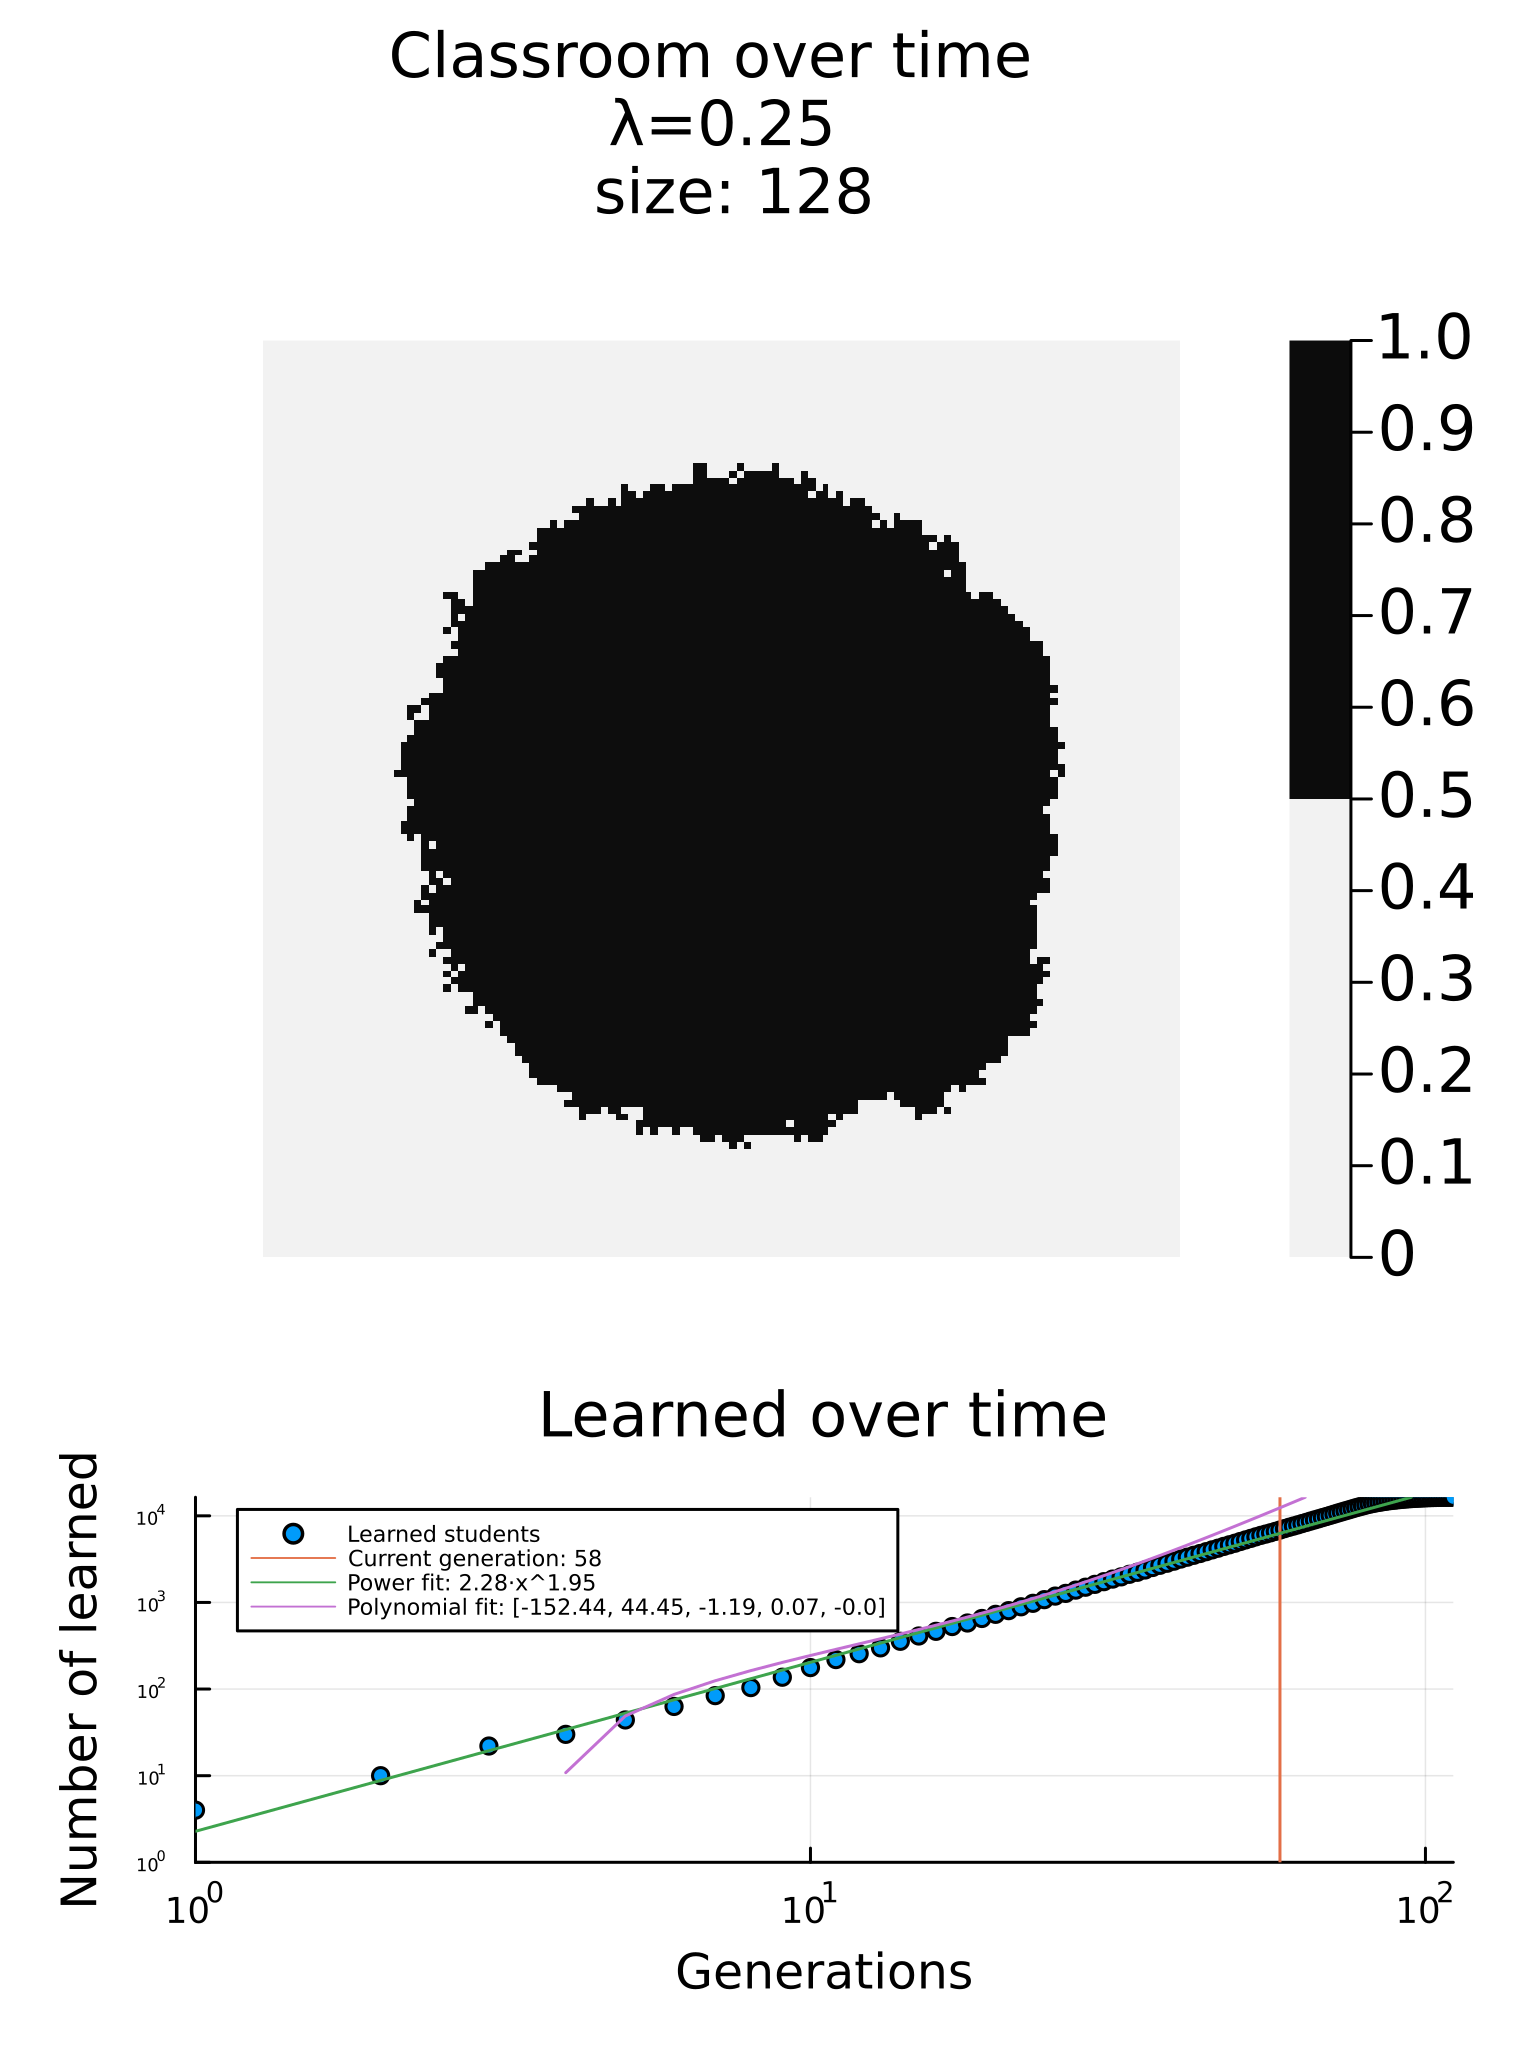 Classroom over time
λ=0.25
size: 128
1.0
0.9
0.8
0.7
0.6
0.5
0.4
0.3
0.2
0.1
0
Learned over time
Number of learned
10^4
10^3
10^2
10^1
10^0
Learned students
Current generation: 58
Power fit: 2.28·x^1.95
Polynomial fit: [-152.44, 44.45, -1.19, 0.07, -0.0]
10^0 10^1 10^2
Generations